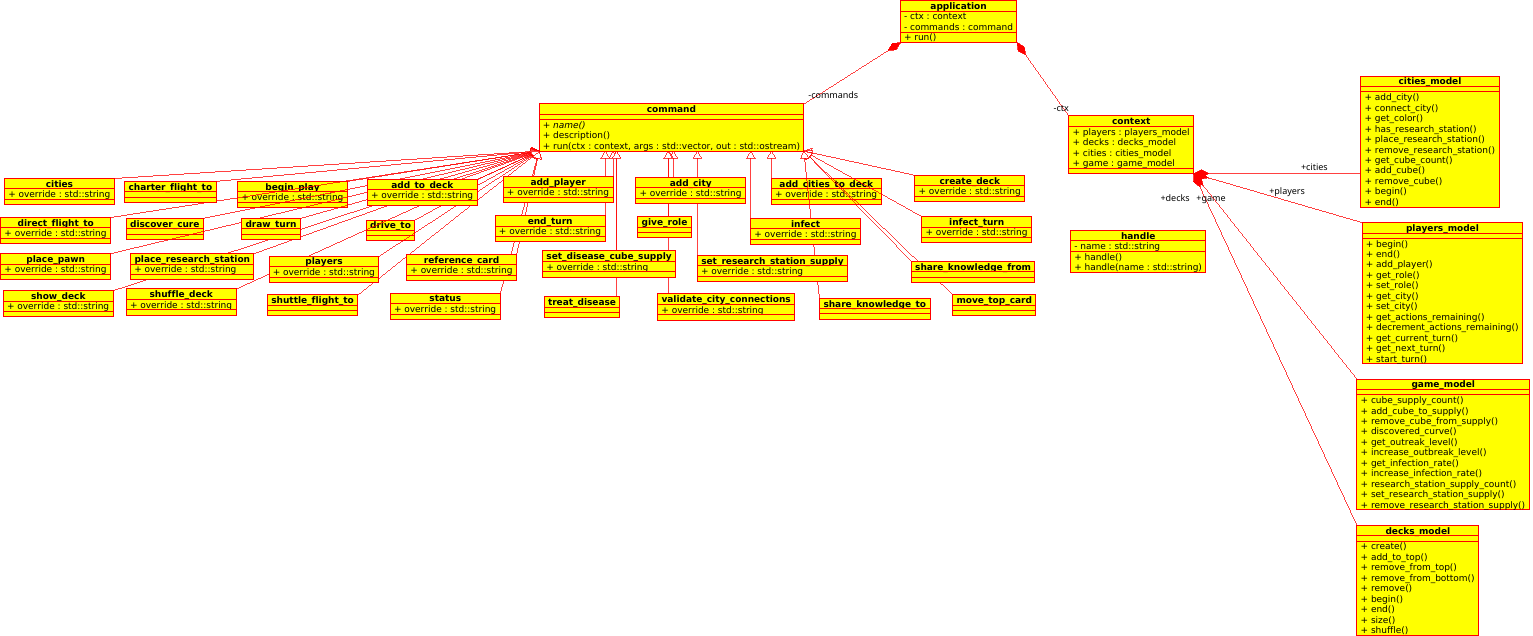 application
- ctx : context
- commands : command
+ run()
-commands
-ctx
command
+ name()
+ description()
+ run(ctx : context, args : std::vector, out : std::ostream)
context
+ players : players_model
+ decks : decks_model
+ cities : cities_model
+ game : game_model
+cities
+players
+decks
+game
cities_model
+ add_city()
+ connect_city()
+ get_color()
+ has_research_station()
+ place_research_station()
+ remove_research_station()
+ get_cube_count()
+ add_cube()
+ remove_cube()
+ begin()
+ end()
cities
+ override : std::string
charter_flight_to
begin_play
+ override : std::string
add_to_deck
+ override : std::string
add_player
+ override : std::string
add_city
+ override : std::string
add_cities_to_deck
+ override : std::string
create_deck
+ override : std::string
direct_flight_to
+ override : std::string
discover_cure
draw_turn
drive_to
end_turn
+ override : std::string
give_role
infect
+ override : std::string
infect_turn
+ override : std::string
handle
- name : std::string
+ handle()
+ handle(name : std::string)
players_model
+ begin()
+ end()
+ add_player()
+ get_role()
+ set_role()
+ get_city()
+ set_city()
+ get_actions_remaining()
+ decrement_actions_remaining()
+ get_current_turn()
+ get_next_turn()
+ start_turn()
place_pawn
+ override : std::string
place_research_station
+ override : std::string
players
+ override : std::string
reference_card
+ override : std::string
set_disease_cube_supply
+ override : std::string
set_research_station_supply
+ override : std::string
share_knowledge_from
show_deck
+ override : std::string
shuffle_deck
+ override : std::string
shuttle_flight_to
status
+ override : std::string
treat_disease
validate_city_connections
+ override : std::string
share_knowledge_to
move_top_card
game_model
+ cube_supply_count()
+ add_cube_to_supply()
+ remove_cube_from_supply()
+ discovered_curve()
+ get_outreak_level()
+ increase_outbreak_level()
+ get_infection_rate()
+ increase_infection_rate()
+ research_station_supply_count()
+ set_research_station_supply()
+ remove_research_station_supply()
decks_model
+ create()
+ add_to_top()
+ remove_from_top()
+ remove_from_bottom()
+ remove()
+ begin()
+ end()
+ size()
+ shuffle()